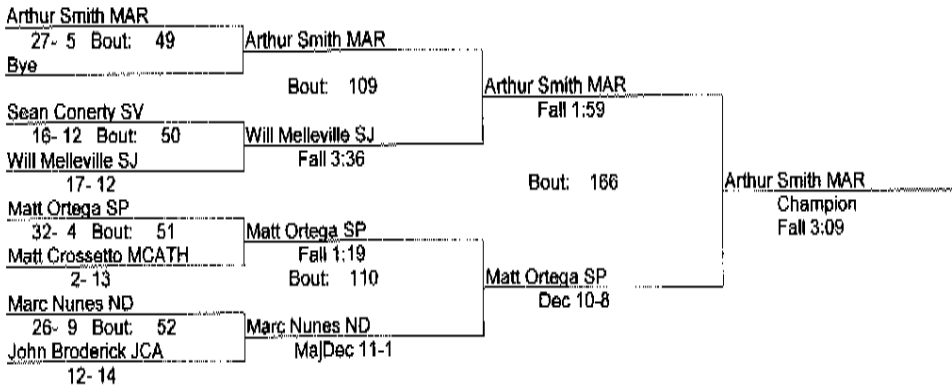 Arthur Smith MAR
27- 5 Bout: 49
Bye
Sean Conerty SV
16- 12 Bout: 50
Will Melleville SJ
17- 12
Matt Ortega SP
32- 4 Bout: 51
Matt Crossetto MCATH
2- 13
Marc Nunes ND
26- 9 Bout: 52
John Broderick JCA
12- 14
Arthur Smith MAR
Bout: 109
Will Melleville SJ
Fall 3:36
Matt Ortega SP
Fall 1:19
Bout: 110
Marc Nunes ND
MajDec 11-1
Arthur Smith MAR
Fall 1:59
Bout: 166
Matt Ortega SP
Dec 10-8
Arthur Smith MAR
Champion
Fall 3:09